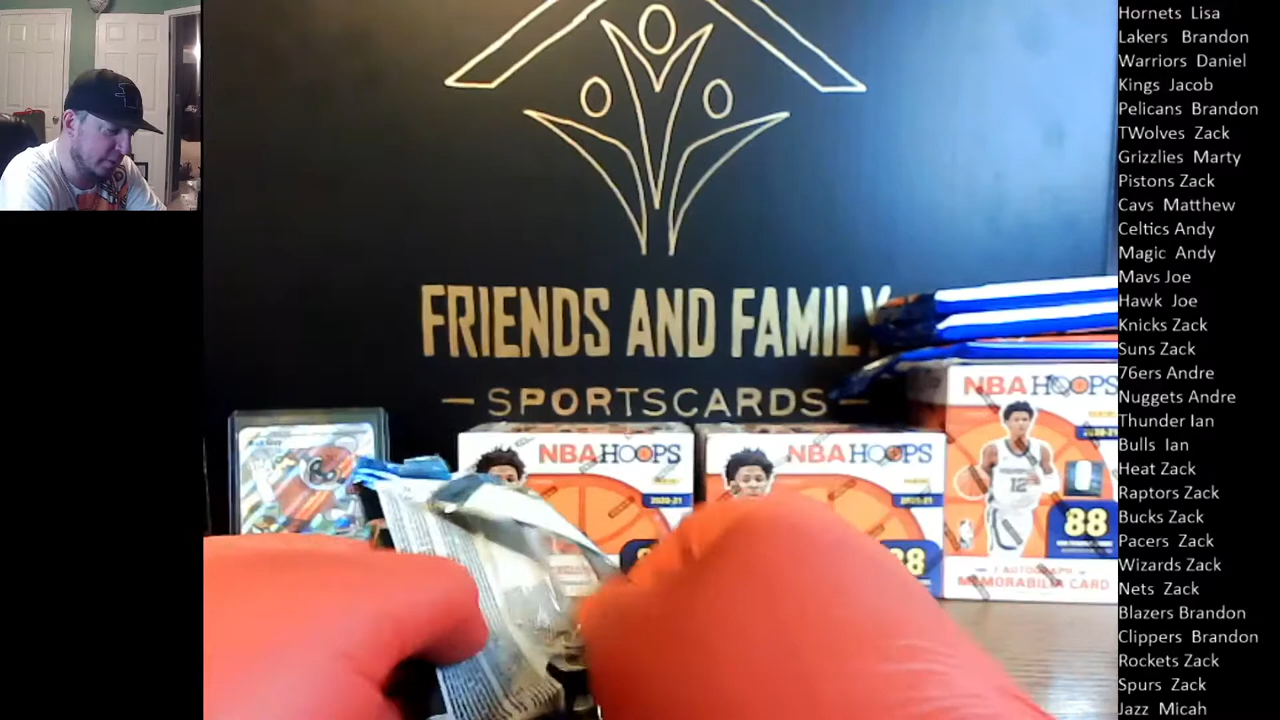 FRIENDS AND FAMILY
— SPORTSCARDS —
NBA HOOPS
2020-21
NBA HOOPS
2020-21
88
NBA HOOPS
12
88
1 AUTOGRAPH
MEMORABILIA CARD
Hornets Lisa
Lakers Brandon
Warriors Daniel
Kings Jacob
Pelicans Brandon
TWolves Zack
Grizzlies Marty
Pistons Zack
Cavs Matthew
Celtics Andy
Magic Andy
Mavs Joe
Hawk Joe
Knicks Zack
Suns Zack
76ers Andre
Nuggets Andre
Thunder Ian
Bulls Ian
Heat Zack
Raptors Zack
Bucks Zack
Pacers Zack
Wizards Zack
Nets Zack
Blazers Brandon
Clippers Brandon
Rockets Zack
Spurs Zack
Jazz Micah